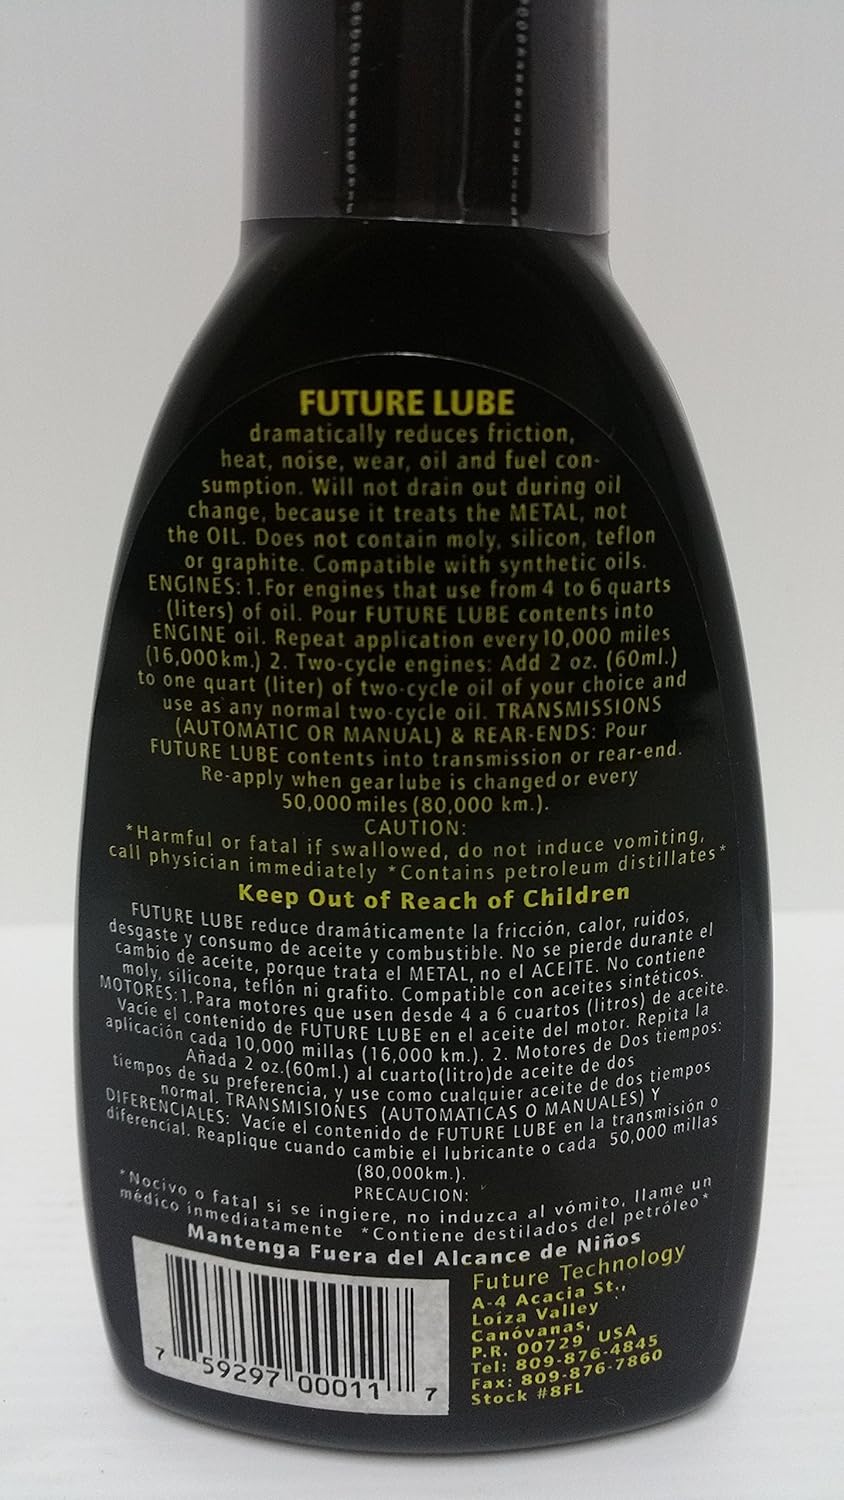 FUTURE LUBE
dramatically reduces friction,
heat, noise, wear, oil and fuel con-
sumption. Will not drain out during oil
change, because it treats the METAL, not
the OIL. Does not contain moly, silicon, teflon
or graphite. Compatible with synthetic oils.
ENGINES: 1. For engines that use from 4 to 6 quarts
(liters) of oil. Pour FUTURE LUBE contents into
ENGINE oil. Repeat application every 10,000 miles
(16,000km.) 2. Two-cycle engines: Add 2 oz. (60ml.)
to one quart (liter) of two-cycle oil of your choice and
use as any normal two-cycle oil. TRANSMISSIONS
(AUTOMATIC OR MANUAL) & REAR-ENDS: Pour
FUTURE LUBE contents into transmission or rear-end.
Re-apply when gear lube is changed or every
50,000 miles (80,000 km.).
CAUTION:
*Harmful or fatal if swallowed, do not induce vomiting,
call physician immediately *Contains petroleum distillates*
Keep Out of Reach of Children
FUTURE LUBE reduce dramáticamente la fricción, calor, ruidos,
desgaste y consumo de aceite y combustible. No se pierde durante el
cambio de aceite, porque trata el METAL, no el ACEITE. No contiene
moly, silicona, teflón ni grafito. Compatible con aceites sintéticos.
MOTORES: 1. Para motores que usen desde 4 a 6 cuartos (litros) de aceite.
Vacíe el contenido de FUTURE LUBE en el aceite del motor. Repita la
aplicación cada 10,000 millas (16,000 km.). 2. Motores de Dos tiempos:
Añada 2 oz.(60ml.) al cuarto(litro)de aceite de dos
tiempos de su preferencia, y use como cualquier aceite de dos tiempos
normal. TRANSMISIONES (AUTOMATICAS O MANUALES) Y
DIFERENCIALES: Vacíe el contenido de FUTURE LUBE en la transmisión o
diferencial. Reaplique cuando cambie el lubricante o cada 50,000 millas
(80,000km.).
PRECAUCION:
*Nocivo o fatal si se ingiere, no induzca al vómito, llame un
médico inmediatamente *Contiene destilados del petróleo*
Mantenga Fuera del Alcance de Niños
7 59297 00011 7
Future Technology
A-4 Acacia St.,
Loíza Valley
Canóvanas,
P.R. 00729 USA
Tel: 809-876-4845
Fax: 809-876-7860
Stock #8FL